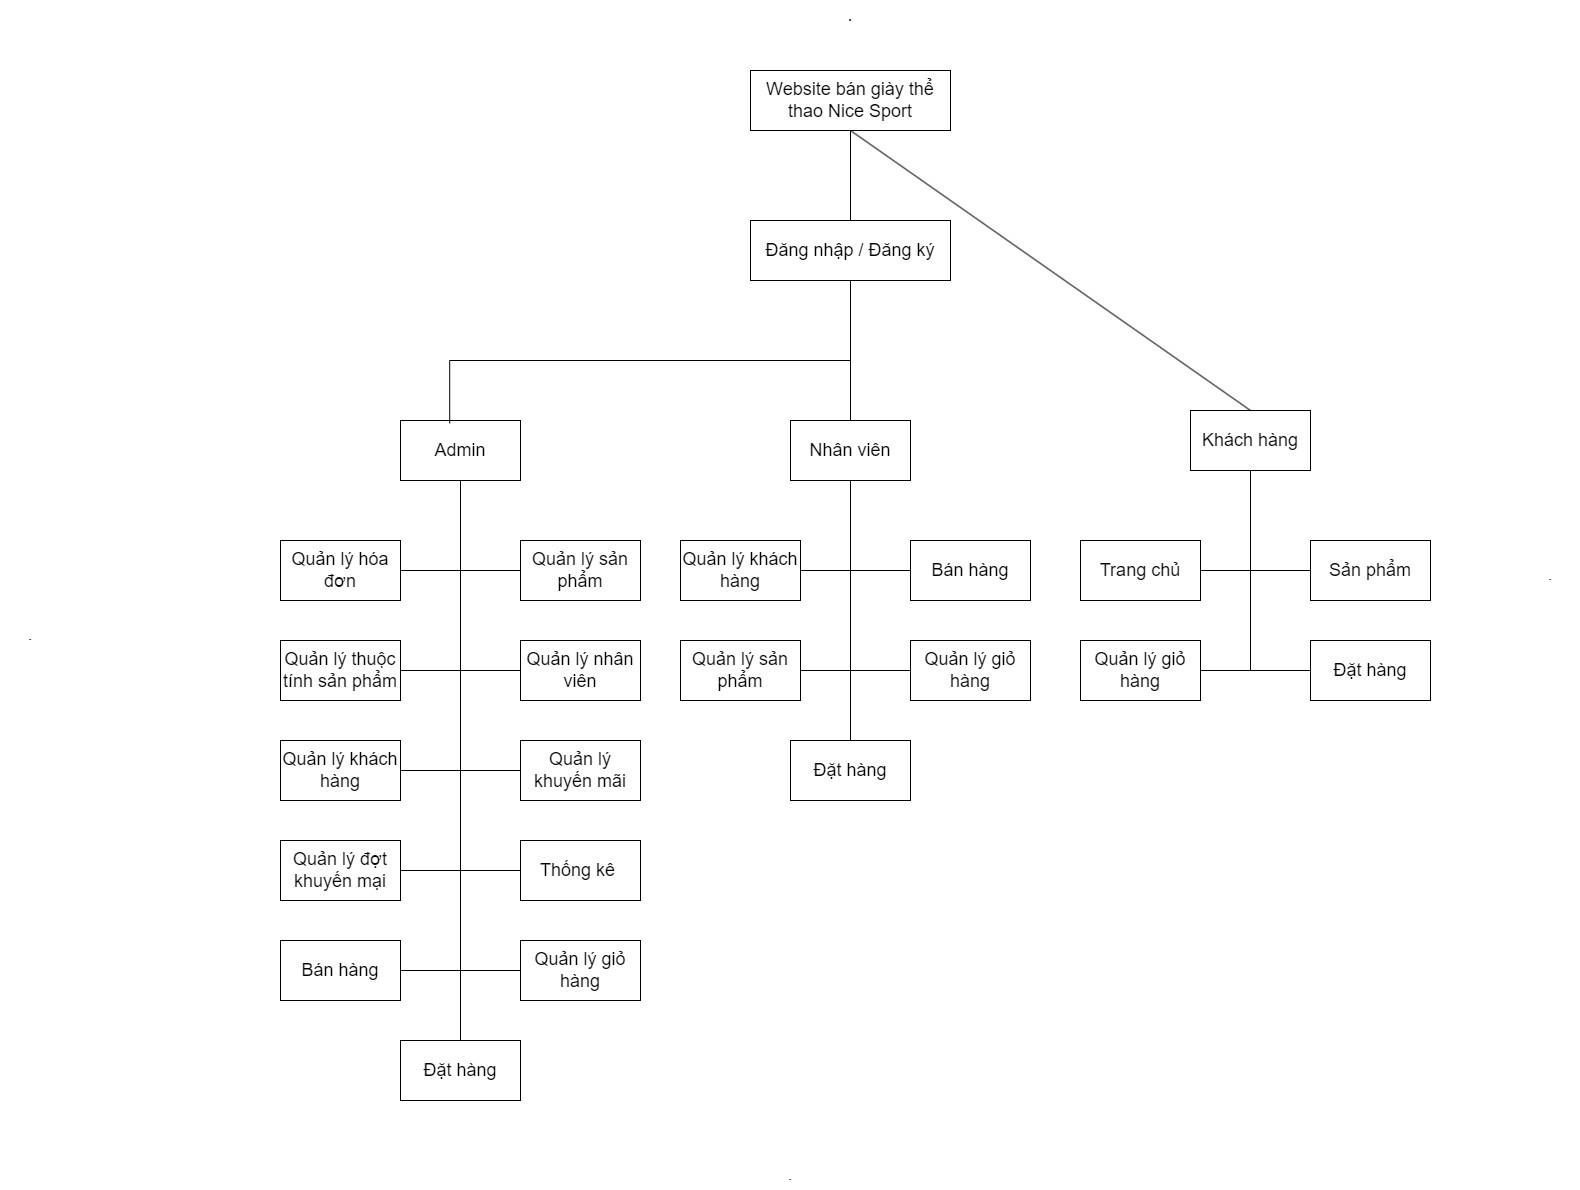 Website bán giày thể
thao Nice Sport
Đăng nhập / Đăng ký
Admin
Nhân viên
Khách hàng
Quản lý hóa
đơn
Quản lý sản
phẩm
Quản lý khách
hàng
Bán hàng
Trang chủ
Sản phẩm
Quản lý thuộc
tính sản phẩm
Quản lý nhân
viên
Quản lý sản
phẩm
Quản lý giỏ
hàng
Quản lý giỏ
hàng
Đặt hàng
Quản lý khách
hàng
Quản lý
khuyến mãi
Đặt hàng
Quản lý đợt
khuyến mại
Thống kê
Bán hàng
Quản lý giỏ
hàng
Đặt hàng